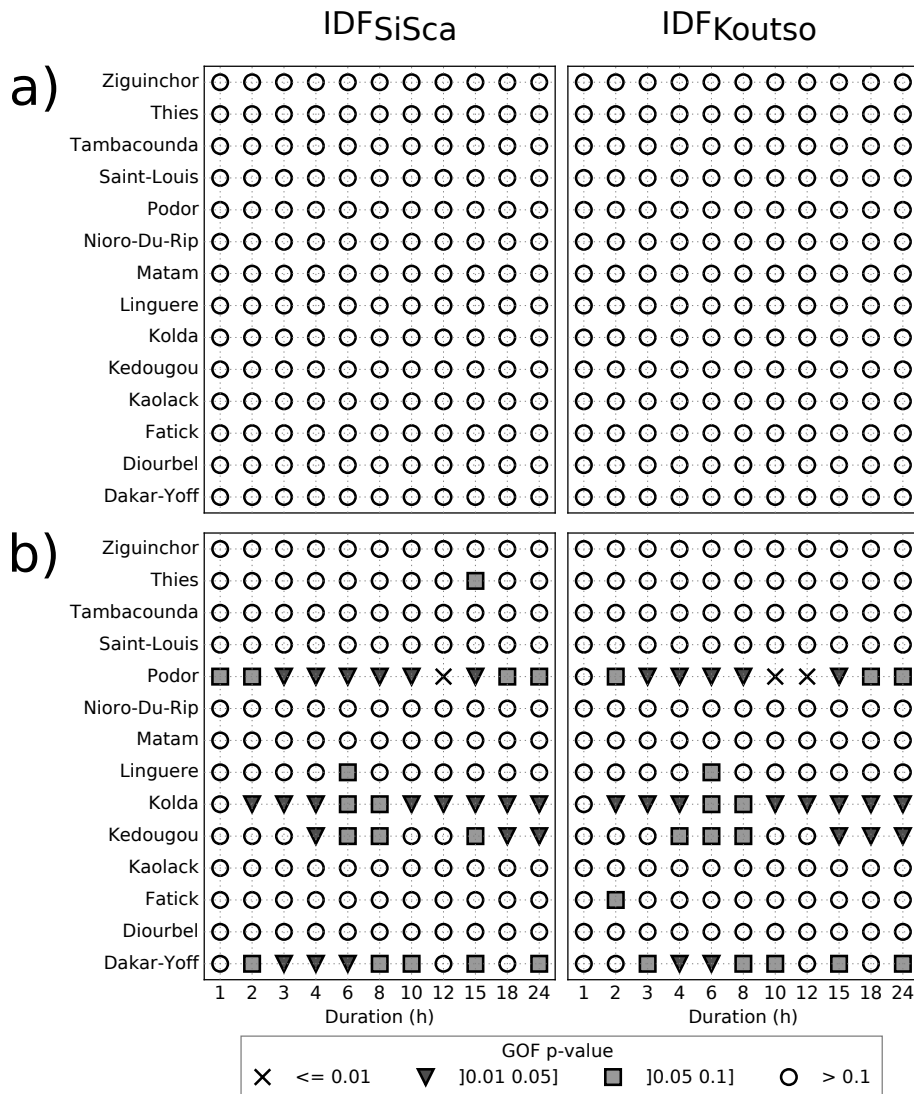 IDFSiSca IDFKoutso
a)
Ziguinchor
Thies
Tambacounda
Saint-Louis
Podor
Nioro-Du-Rip
Matam
Linguere
Kolda
Kedougou
Kaolack
Fatick
Diourbel
Dakar-Yoff
b)
Ziguinchor
Thies
Tambacounda
Saint-Louis
Podor
Nioro-Du-Rip
Matam
Linguere
Kolda
Kedougou
Kaolack
Fatick
Diourbel
Dakar-Yoff
1 2 3 4 6 8 10 12 15 18 24 1 2 3 4 6 8 10 12 15 18 24
Duration (h) Duration (h)
GOF p-value
<= 0.01 ]0.01 0.05] ]0.05 0.1] > 0.1